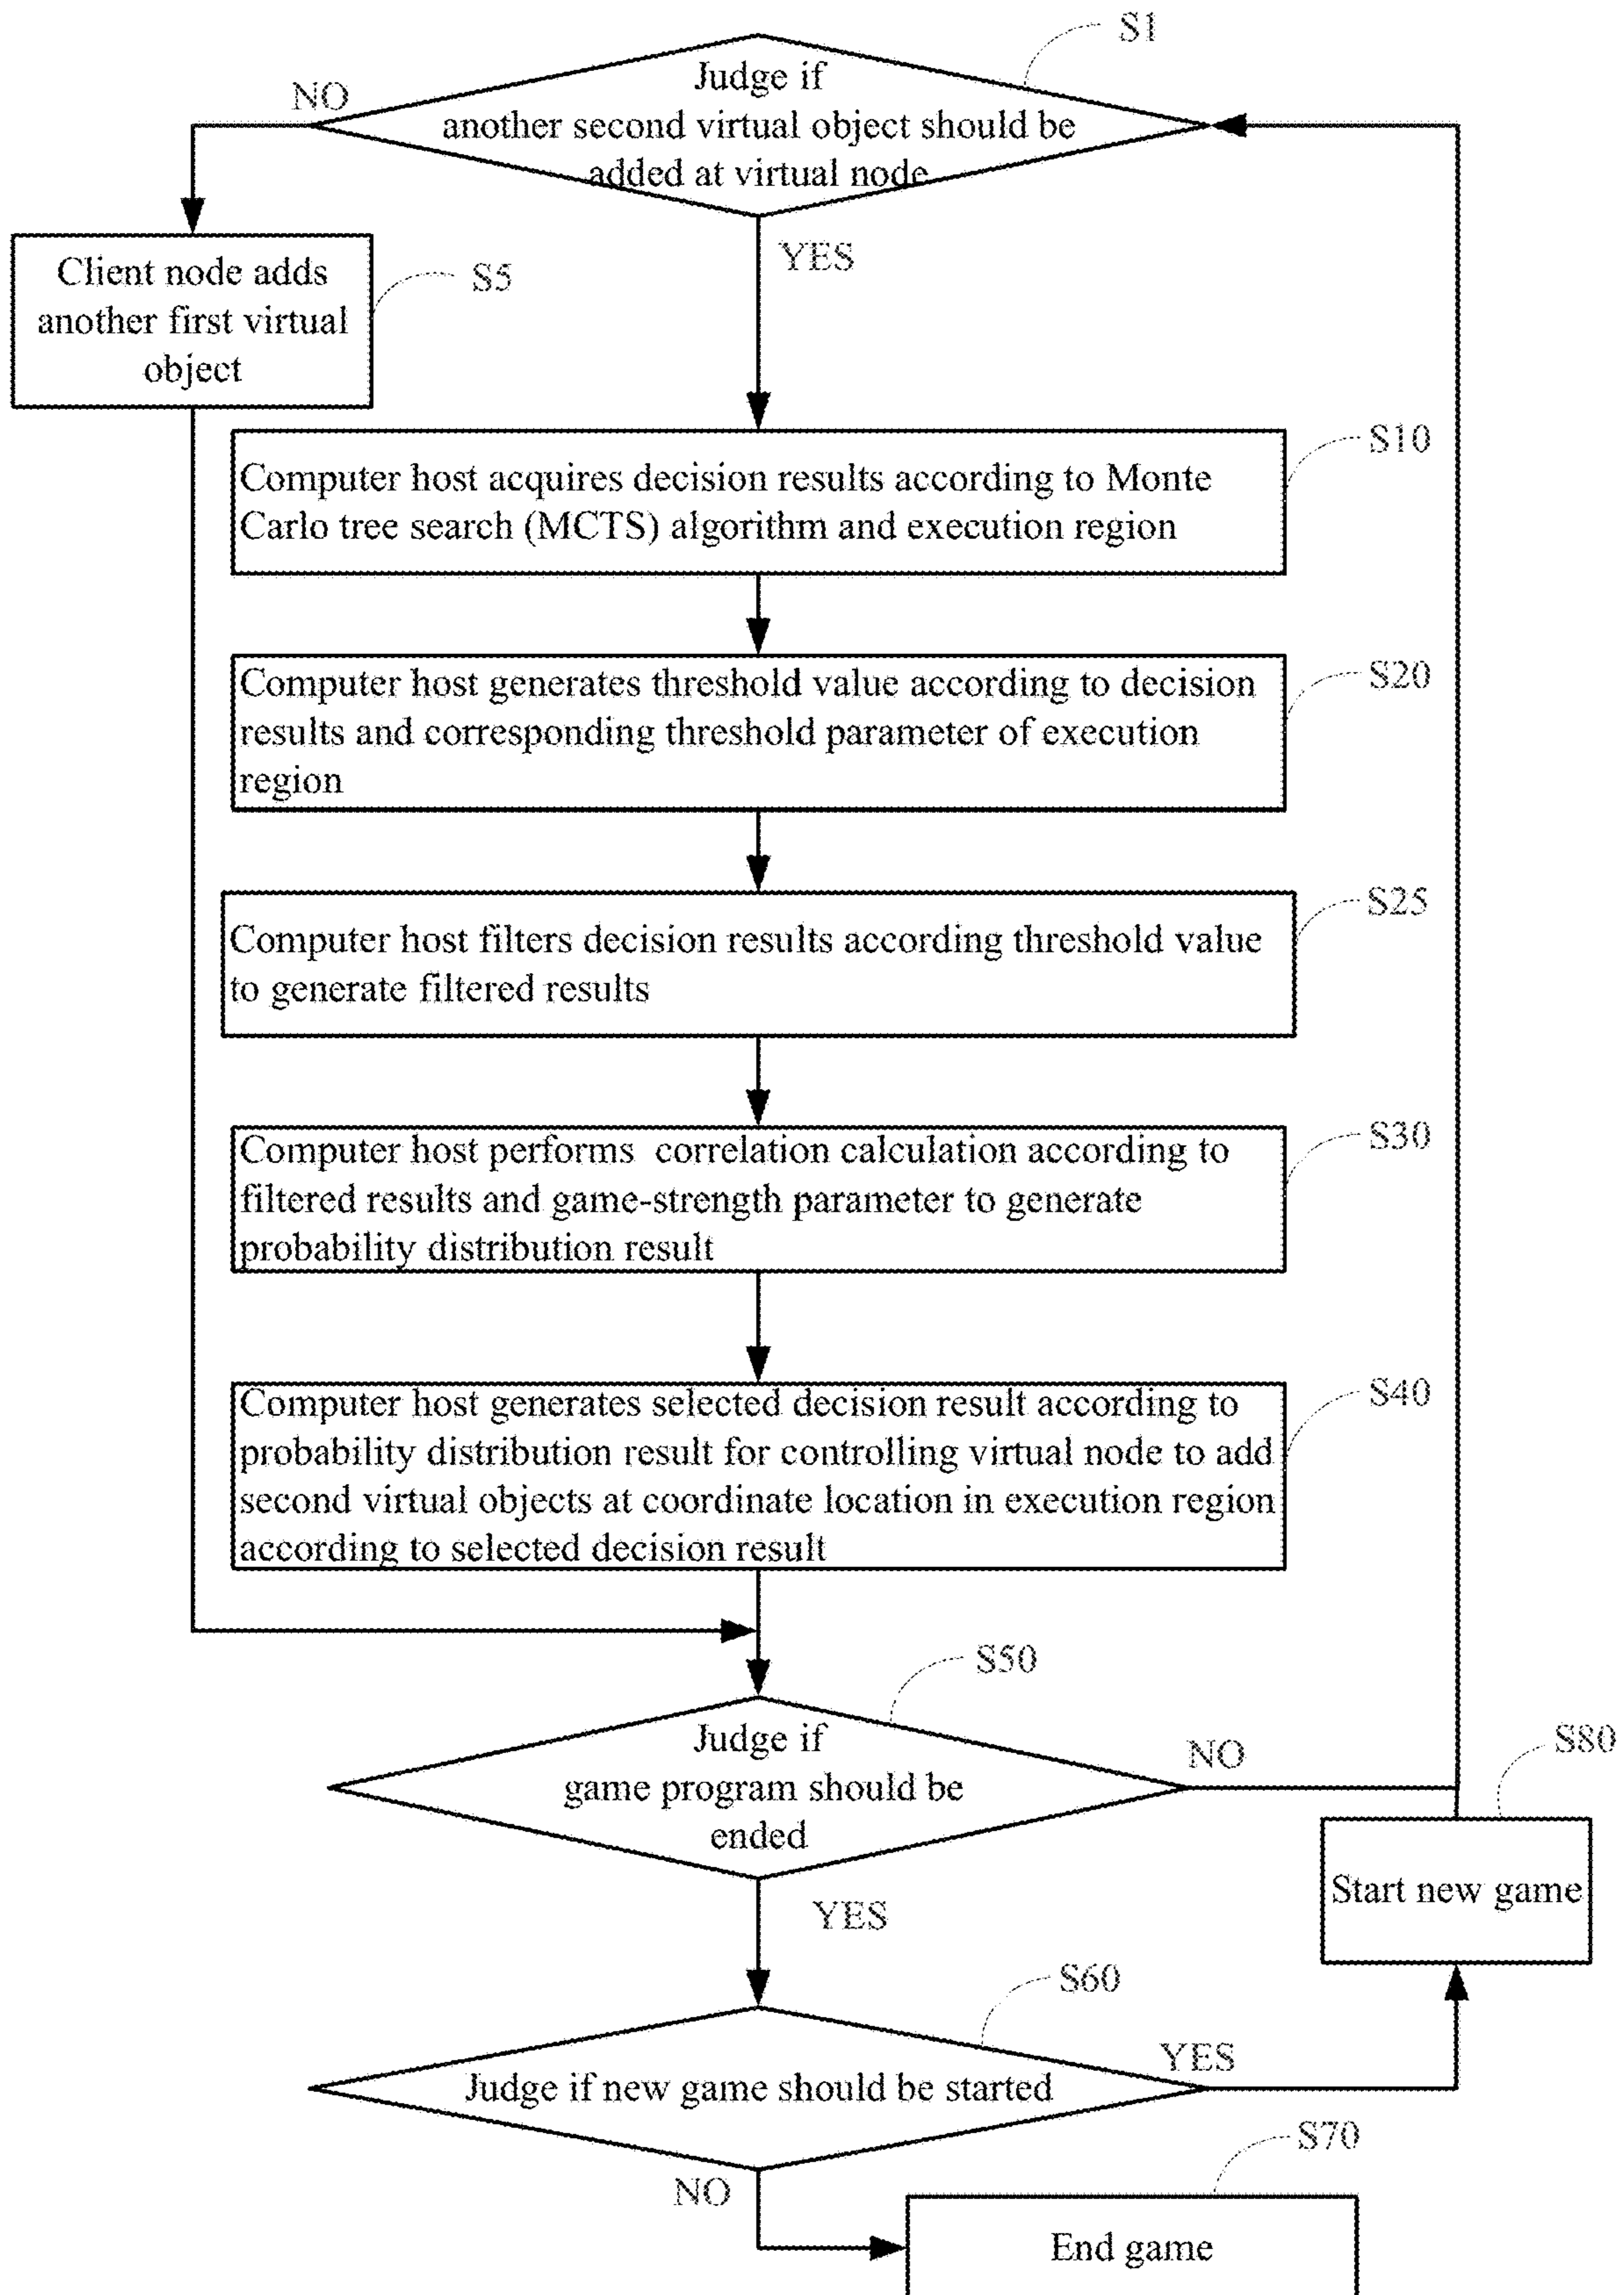 S1
Judge if
another second virtual object should be
added at virtual node
NO
YES
Client node adds
another first virtual
object
S5
S10
Computer host acquires decision results according to Monte
Carlo tree search (MCTS) algorithm and execution region
S20
Computer host generates threshold value according to decision
results and corresponding threshold parameter of execution
region
S25
Computer host filters decision results according threshold value
to generate filtered results
S30
Computer host performs correlation calculation according to
filtered results and game-strength parameter to generate
probability distribution result
S40
Computer host generates selected decision result according to
probability distribution result for controlling virtual node to add
second virtual objects at coordinate location in execution region
according to selected decision result
S50
Judge if
game program should be
ended
NO
S80
Start new game
YES
S60
Judge if new game should be started
YES
NO
S70
End game